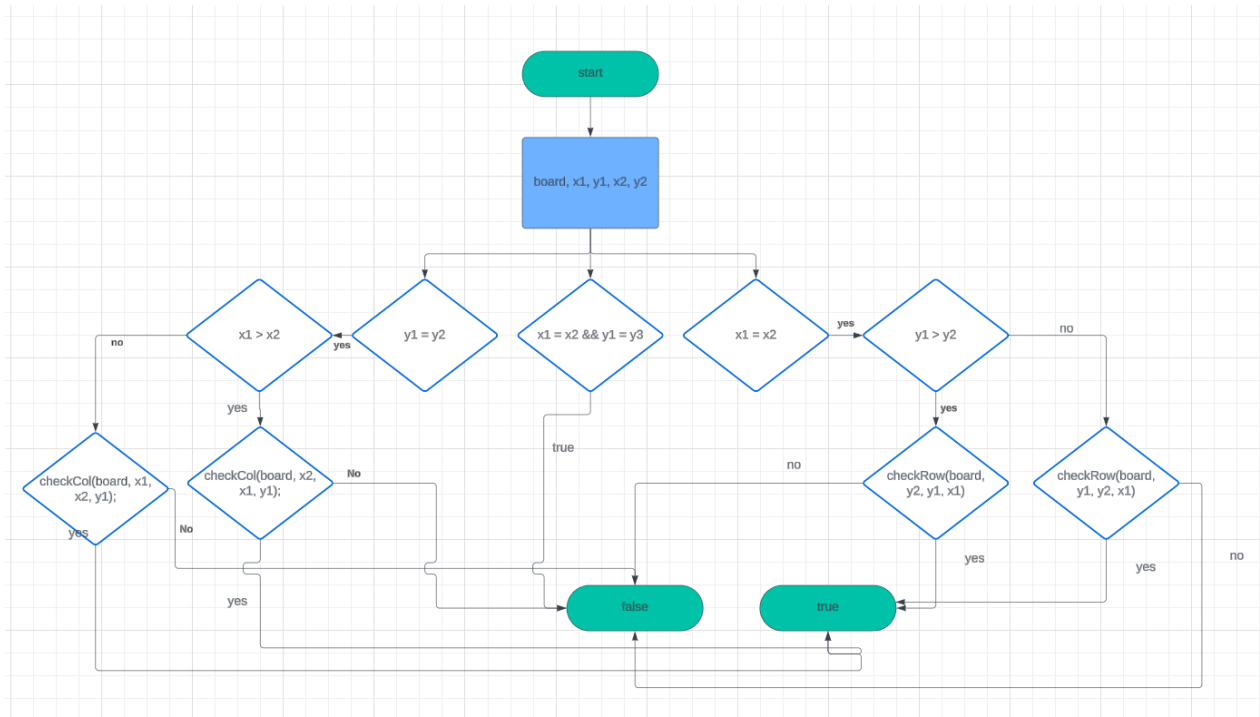 start
board, x1, y1, x2, y2
x1 > x2
y1 = y2
x1 = x2 && y1 = y3
x1 = x2
y1 > y2
no
yes
yes
no
yes
yes
checkCol(board, x1,
x2, y1);
checkCol(board, x2,
x1, y1);
No
true
no
checkRow(board,
y2, y1, x1)
checkRow(board,
y1, y2, x1)
yes
No
yes
yes
no
yes
false
true